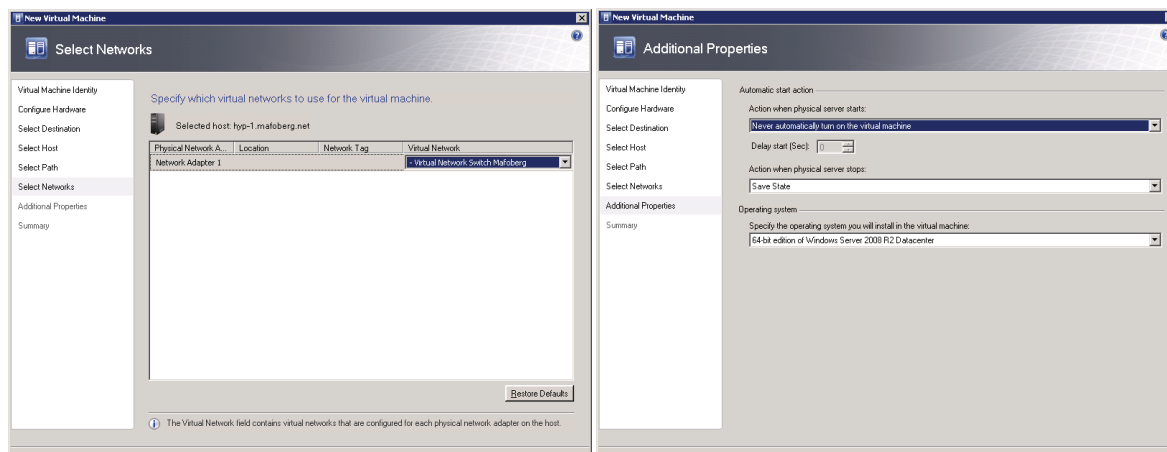 New Virtual Machine
Select Networks
Virtual Machine Identity
Configure Hardware
Select Destination
Select Host
Select Path
Select Networks
Additional Properties
Summary
Specify which virtual networks to use for the virtual machine.
Selected host: hyp-1.mafoberg.net
Physical Network A... Location Network Tag Virtual Network
Network Adapter 1 - Virtual Network Switch Mafoberg
Restore Defaults
The Virtual Network field contains virtual networks that are configured for each physical network adapter on the host.
New Virtual Machine
Additional Properties
Virtual Machine Identity
Configure Hardware
Select Destination
Select Host
Select Path
Select Networks
Additional Properties
Summary
Automatic start action
Action when physical server starts:
Never automatically turn on the virtual machine
Delay start (Sec): 0
Action when physical server stops:
Save State
Operating system
Specify the operating system you will install in the virtual machine:
64-bit edition of Windows Server 2008 R2 Datacenter